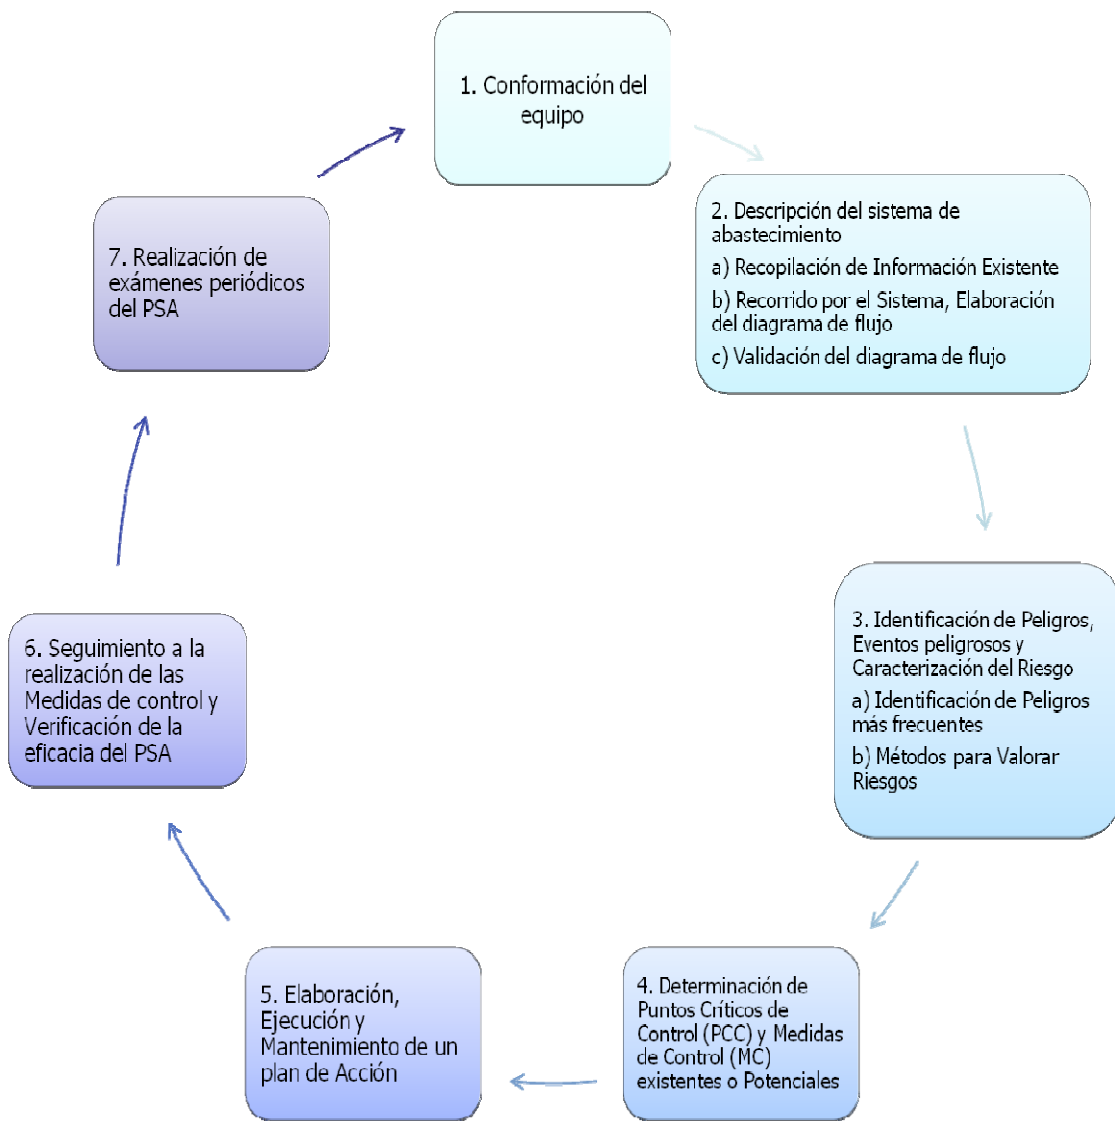 1. Conformación del
equipo
2. Descripción del sistema de
abastecimiento
a) Recopilación de Información Existente
b) Recorrido por el Sistema, Elaboración
del diagrama de flujo
c) Validación del diagrama de flujo
3. Identificación de Peligros,
Eventos peligrosos y
Caracterización del Riesgo
a) Identificación de Peligros
más frecuentes
b) Métodos para Valorar
Riesgos
4. Determinación de
Puntos Críticos de
Control (PCC) y Medidas
de Control (MC)
existentes o Potenciales
5. Elaboración,
Ejecución y
Mantenimiento de un
plan de Acción
6. Seguimiento a la
realización de las
Medidas de control y
Verificación de la
eficacia del PSA
7. Realización de
exámenes periódicos
del PSA